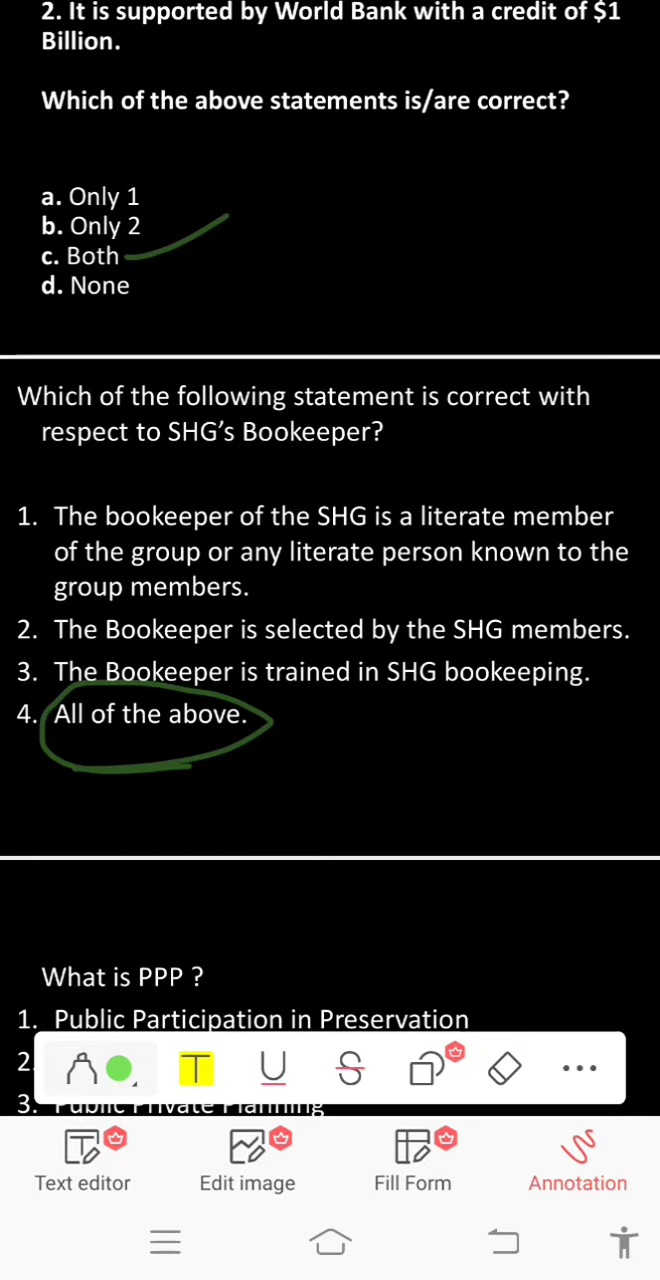 2. It is supported by World Bank with a credit of $1
Billion.
Which of the above statements is/are correct?
a. Only 1
b. Only 2
c. Both
d. None
Which of the following statement is correct with
respect to SHG’s Bookeeper?
1. The bookeeper of the SHG is a literate member
of the group or any literate person known to the
group members.
2. The Bookeeper is selected by the SHG members.
3. The Bookeeper is trained in SHG bookeeping.
4. All of the above.
What is PPP ?
1. Public Participation in Preservation
2
T U S
3. Public Private Planning
Text editor Edit image Fill Form Annotation